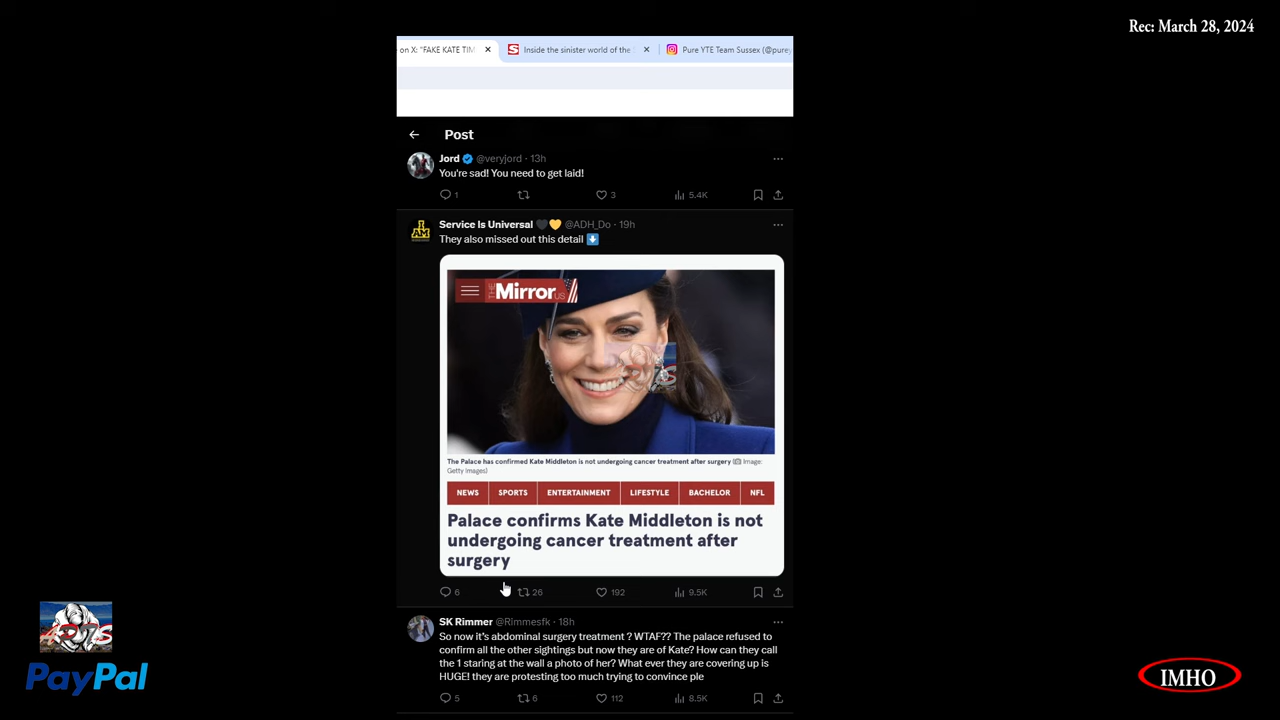 Rec: March 28, 2024
on X: "FAKE KATE TIM
Inside the sinister world of the
Pure YTE Team Sussex (@purey
Post
Jord @veryjord · 13h
You're sad! You need to get laid!
1 3 5.4K
Service Is Universal 🖤💛 @ADH_Do · 19h
They also missed out this detail ⬇️
THE Mirror US
The Palace has confirmed Kate Middleton is not undergoing cancer treatment after surgery Image:
Getty Images)
NEWS SPORTS ENTERTAINMENT LIFESTYLE BACHELOR NFL
Palace confirms Kate Middleton is not
undergoing cancer treatment after
surgery
6 26 192 9.5K
SK Rimmer @Rimmesfk · 18h
So now it's abdominal surgery treatment ? WTAF?? The palace refused to
confirm all the other sightings but now they are of Kate? How can they call
the 1 staring at the wall a photo of her? What ever they are covering up is
HUGE! they are protesting too much trying to convince ple
5 6 112 8.5K
PayPal
IMHO